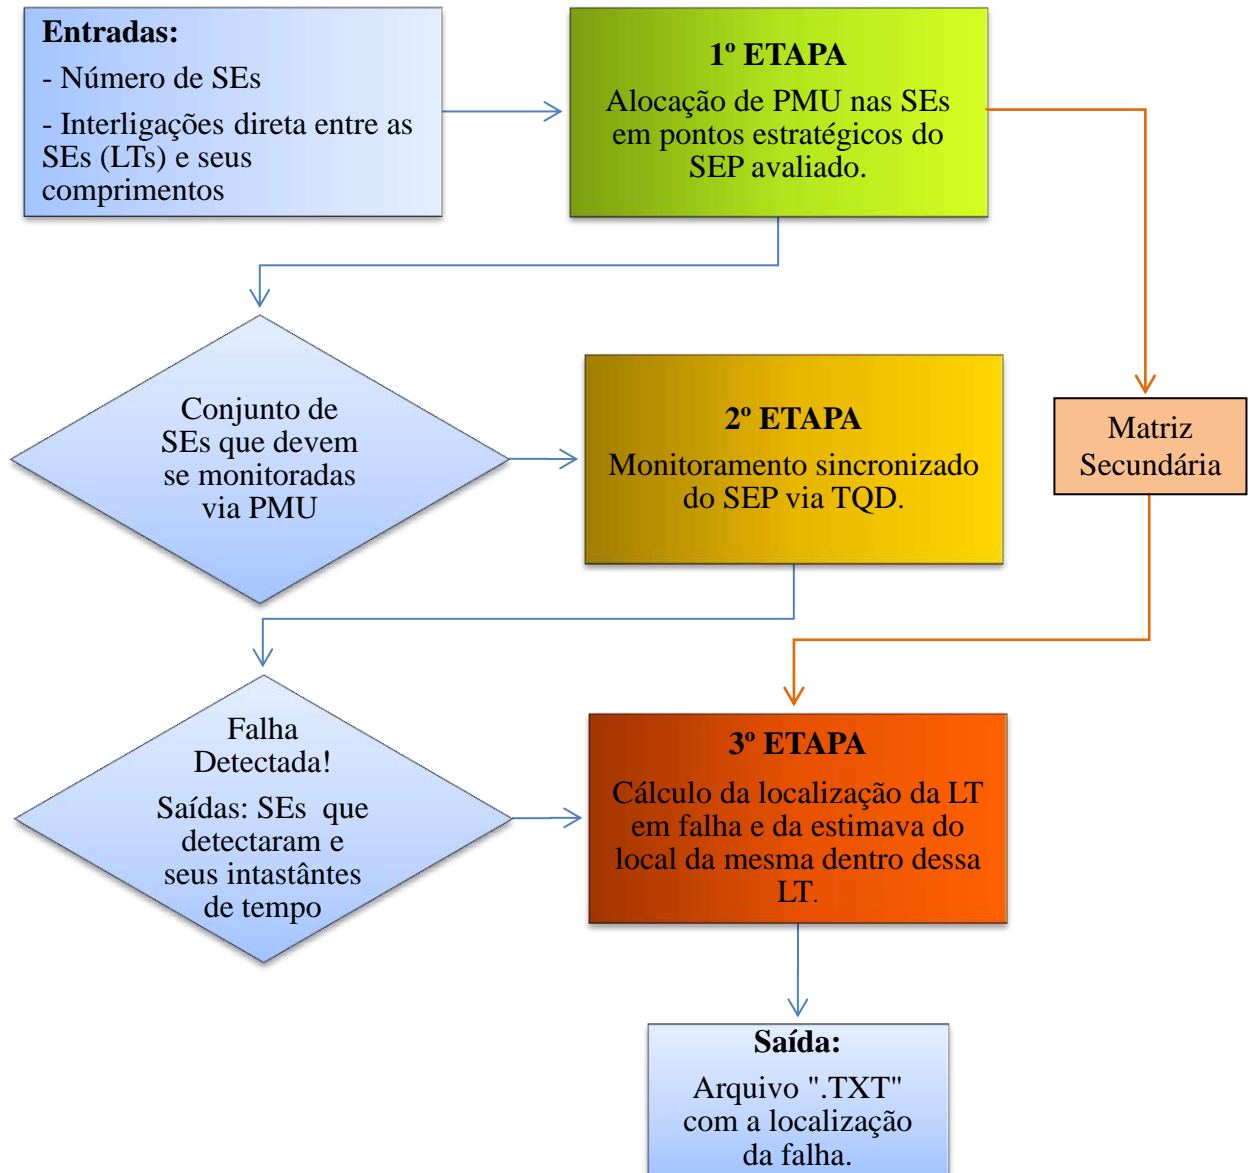 Entradas:
- Número de SEs
- Interligações direta entre as
SEs (LTs) e seus
comprimentos
1º ETAPA
Alocação de PMU nas SEs
em pontos estratégicos do
SEP avaliado.
Conjunto de
SEs que devem
se monitoradas
via PMU
2º ETAPA
Monitoramento sincronizado
do SEP via TQD.
Matriz
Secundária
Falha
Detectada!
Saídas: SEs que
detectaram e
seus intastântes
de tempo
3º ETAPA
Cálculo da localização da LT
em falha e da estimava do
local da mesma dentro dessa
LT.
Saída:
Arquivo ".TXT"
com a localização
da falha.